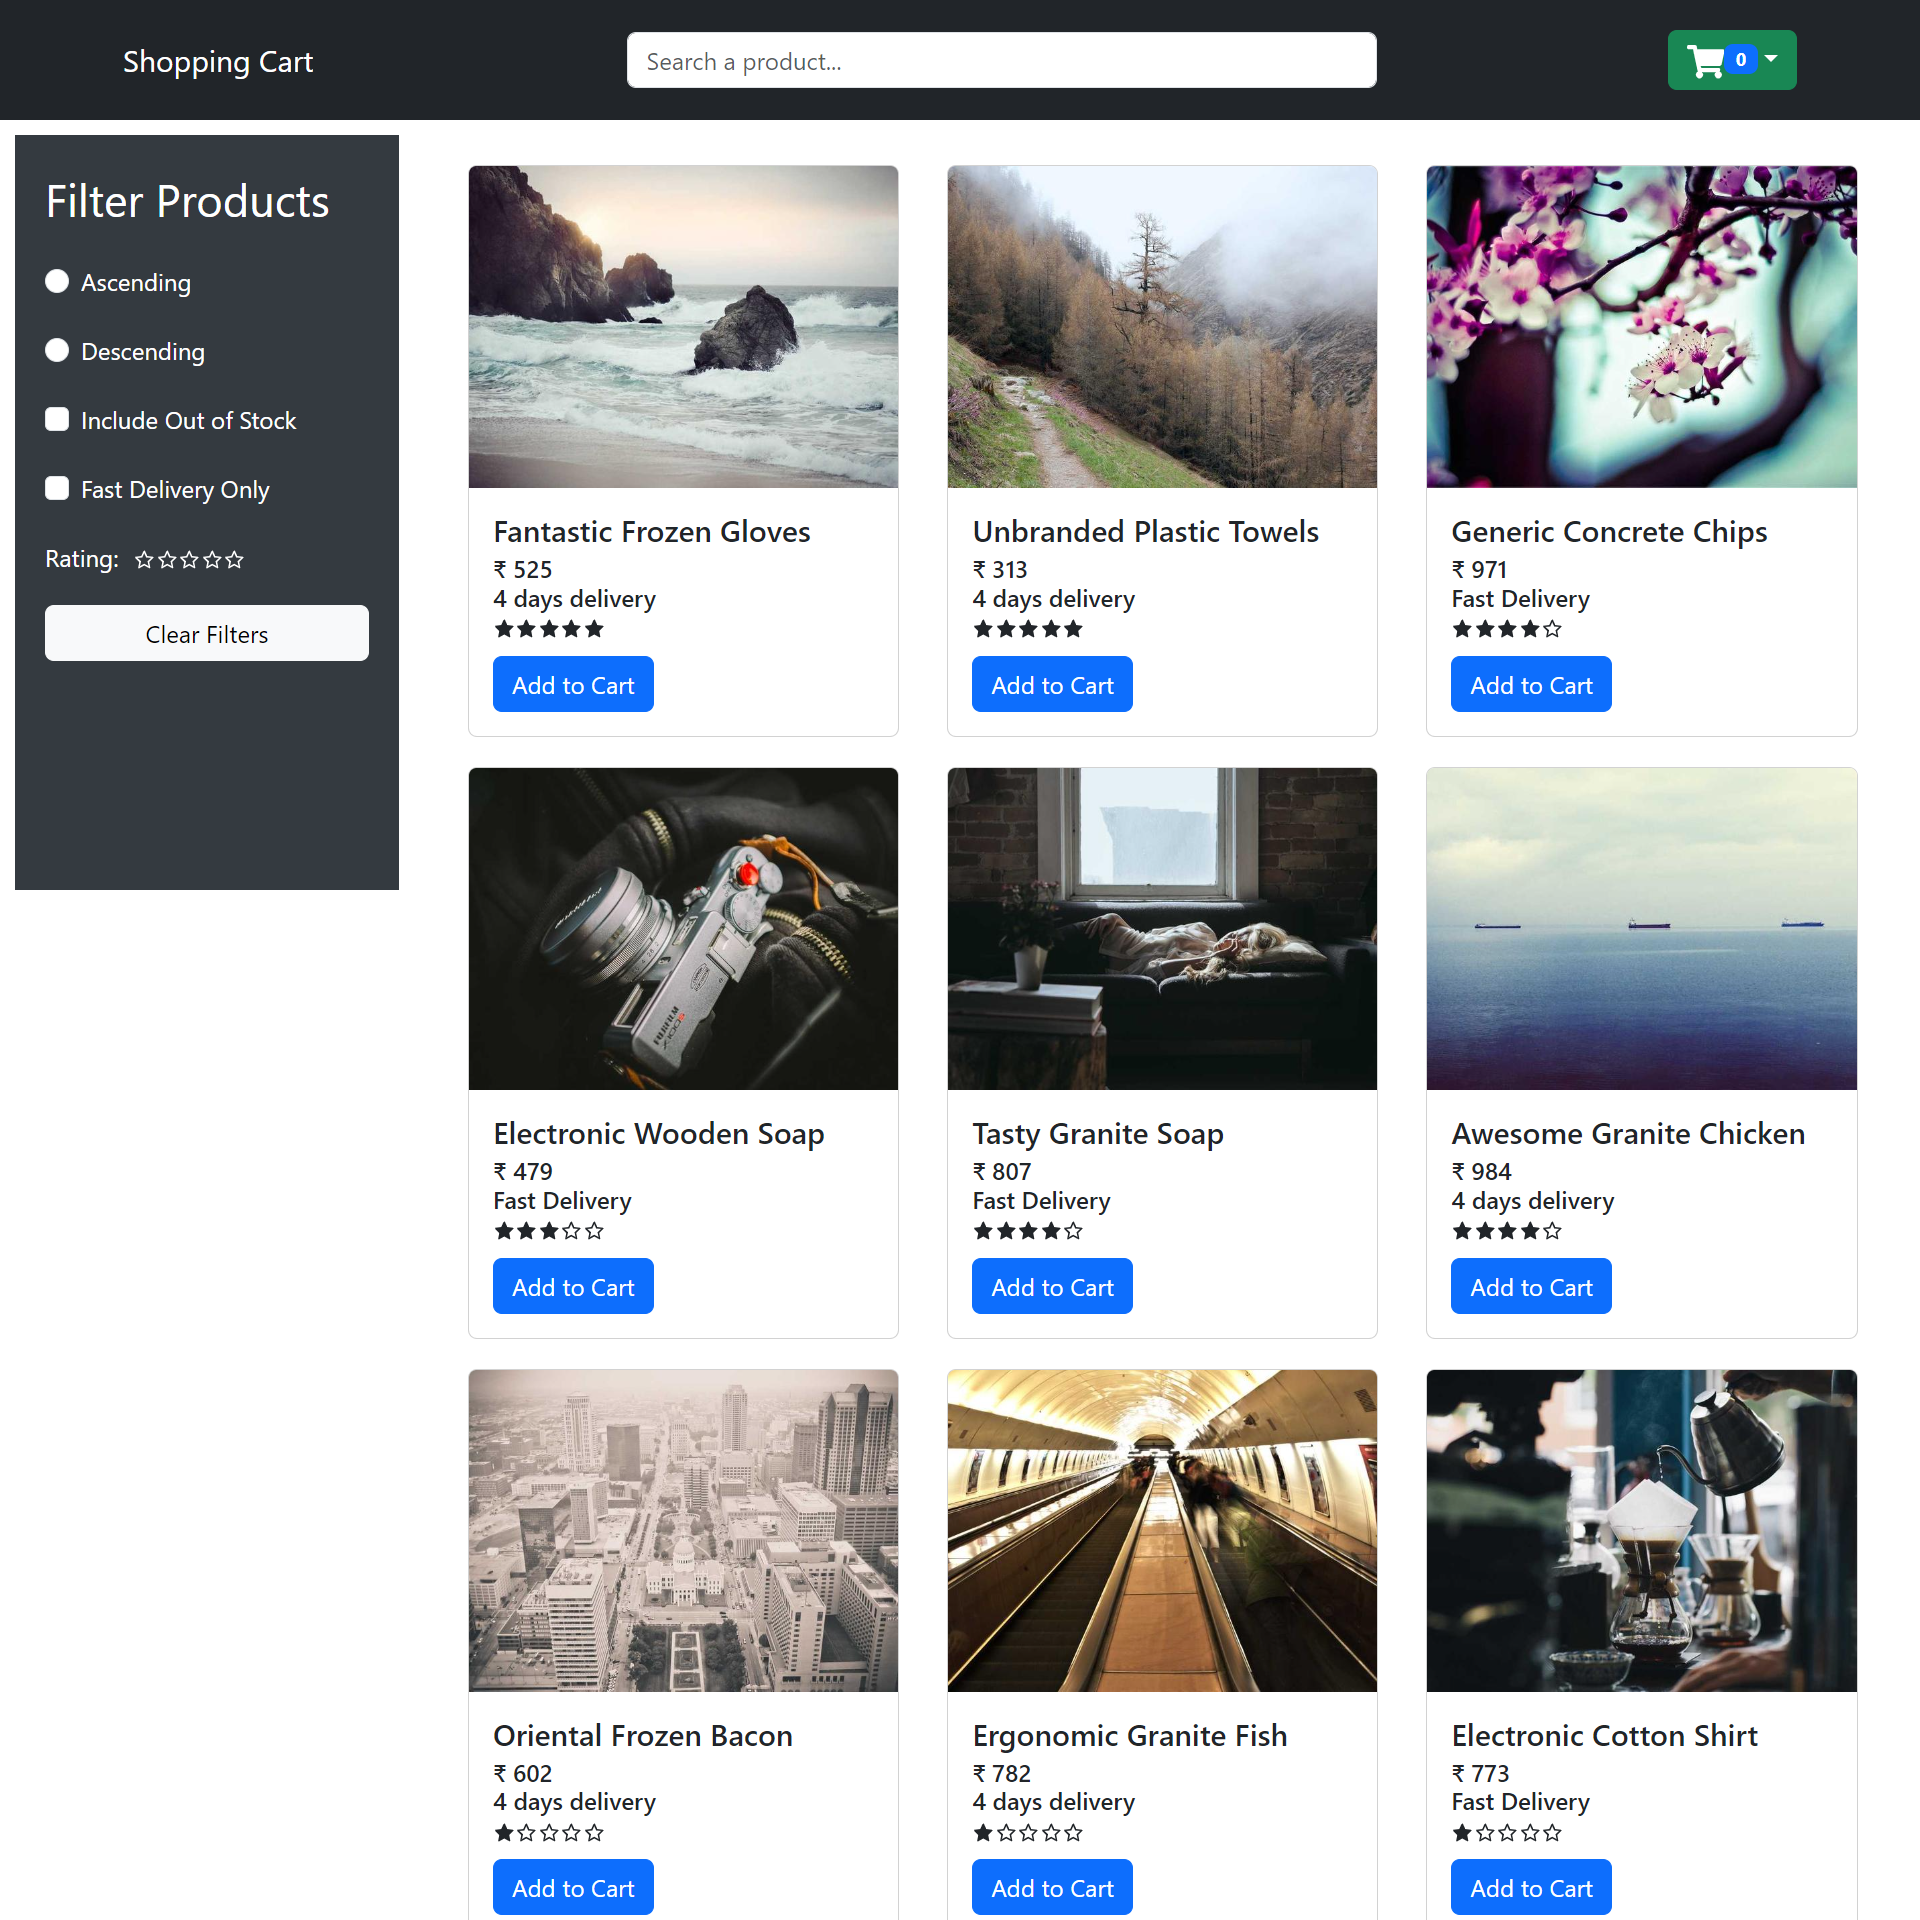 Shopping Cart
Search a product...
0
Filter Products
Ascending
Descending
Include Out of Stock
Fast Delivery Only
Rating:
Clear Filters
Fantastic Frozen Gloves
₹ 525
4 days delivery
Add to Cart
Unbranded Plastic Towels
₹ 313
4 days delivery
Add to Cart
Generic Concrete Chips
₹ 971
Fast Delivery
Add to Cart
FUJIFILM
X100S
Electronic Wooden Soap
₹ 479
Fast Delivery
Add to Cart
Tasty Granite Soap
₹ 807
Fast Delivery
Add to Cart
Awesome Granite Chicken
₹ 984
4 days delivery
Add to Cart
Oriental Frozen Bacon
₹ 602
4 days delivery
Add to Cart
Ergonomic Granite Fish
₹ 782
4 days delivery
Add to Cart
Electronic Cotton Shirt
₹ 773
Fast Delivery
Add to Cart